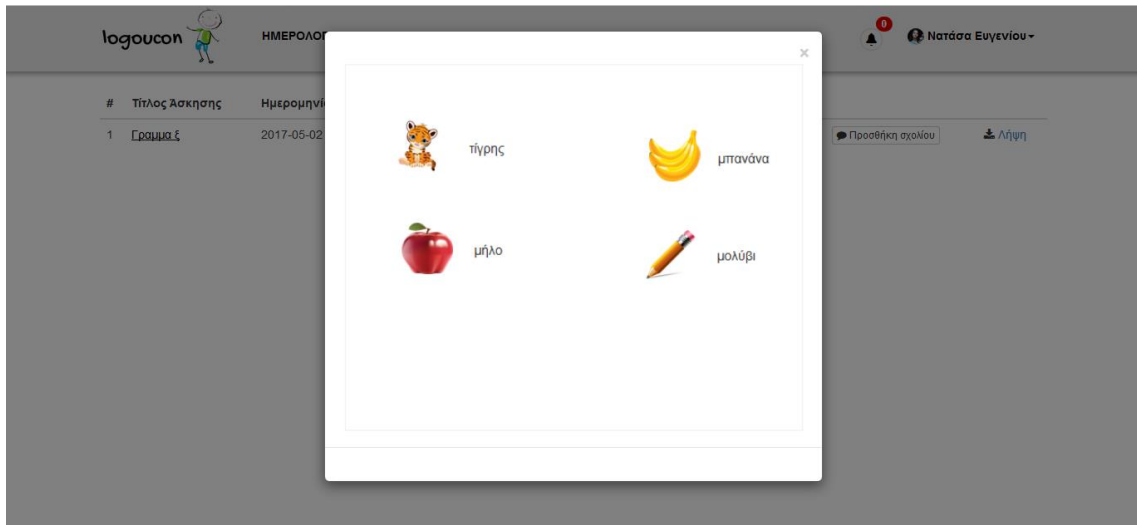 logoucon
ΗΜΕΡΟΛΟΓ
0
Νατάσα Ευγενίου
×
# Τίτλος Άσκησης Ημερομηνί
1 Γραμμα ξ 2017-05-02
Προσθήκη σχολίου Λήψη
τίγρης μπανάνα
μήλο μολύβι